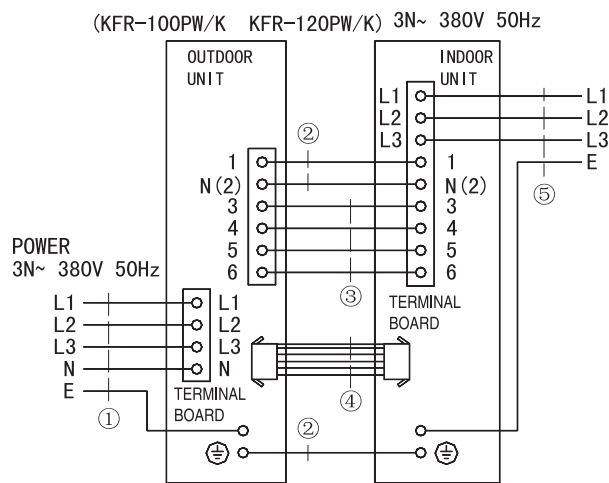 (KFR-100PW/K KFR-120PW/K) 3N~ 380V 50Hz
OUTDOOR
UNIT
INDOOR
UNIT
L1 L1
L2 L2
L3 L3
②
1 1 E
N(2) N(2)
⑤
3 3
4 4
5 5
6 6
③
POWER
3N~ 380V 50Hz
TERMINAL
BOARD
L1 L1
L2 L2
L3 L3
N N
E
TERMINAL
BOARD
①
④
②